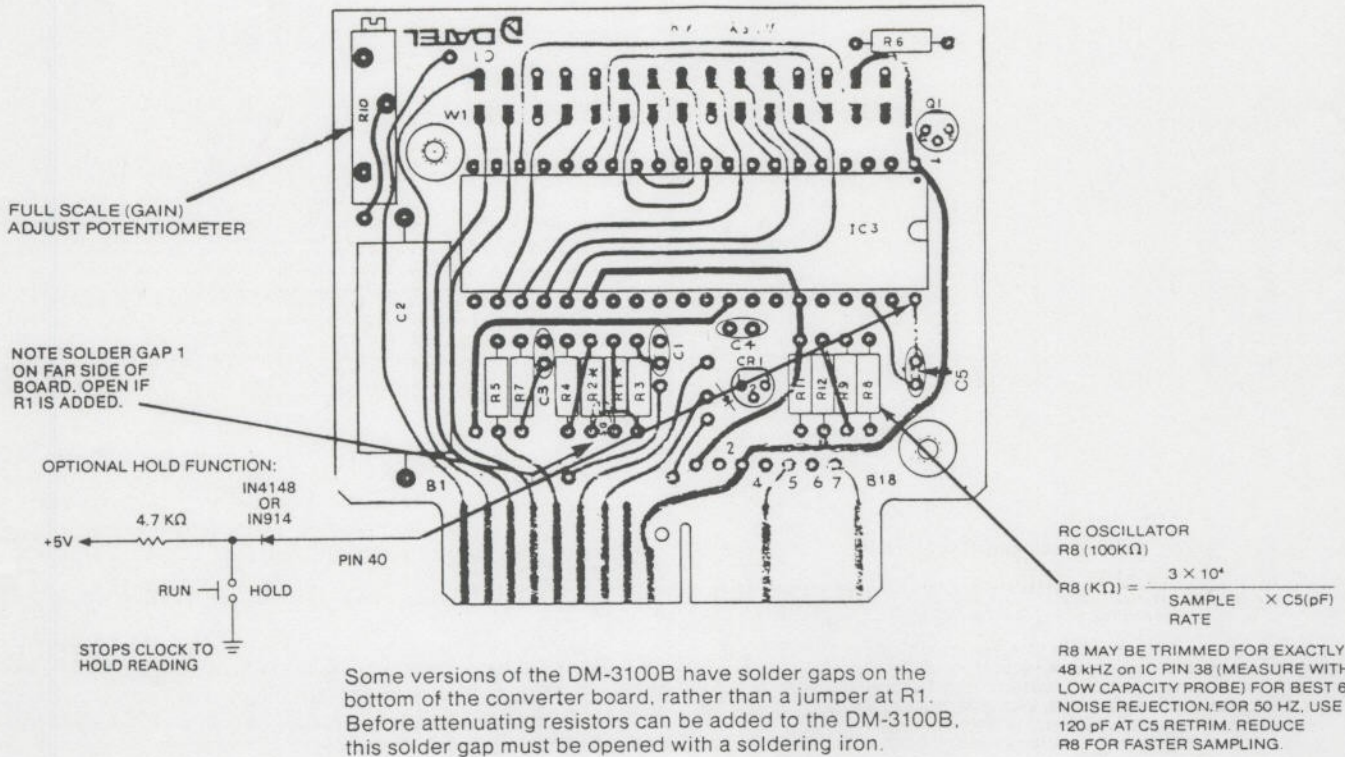 DATEL
C1
R6
R10
W1
Q1
FULL SCALE (GAIN)
ADJUST POTENTIOMETER
IC3
C2
NOTE SOLDER GAP 1
ON FAR SIDE OF
BOARD. OPEN IF
R1 IS ADDED.
R5
R7
C3
R4
R2*
R1*
R3
C1
C4
CR1
R11
R12
R9
R8
C5
B1
2
4
5
6
7
B18
OPTIONAL HOLD FUNCTION:
IN4148
OR
IN914
4.7 KΩ
+5V
PIN 40
RUN
HOLD
STOPS CLOCK TO
HOLD READING
RC OSCILLATOR
R8 (100KΩ)
R8 (KΩ) = 3 × 10⁴
SAMPLE × C5(pF)
RATE
R8 MAY BE TRIMMED FOR EXACTLY
48 kHZ on IC PIN 38 (MEASURE WITH
LOW CAPACITY PROBE) FOR BEST
NOISE REJECTION. FOR 50 HZ, USE
120 pF AT C5 RETRIM. REDUCE
R8 FOR FASTER SAMPLING.
Some versions of the DM-3100B have solder gaps on the
bottom of the converter board, rather than a jumper at R1.
Before attenuating resistors can be added to the DM-3100B,
this solder gap must be opened with a soldering iron.